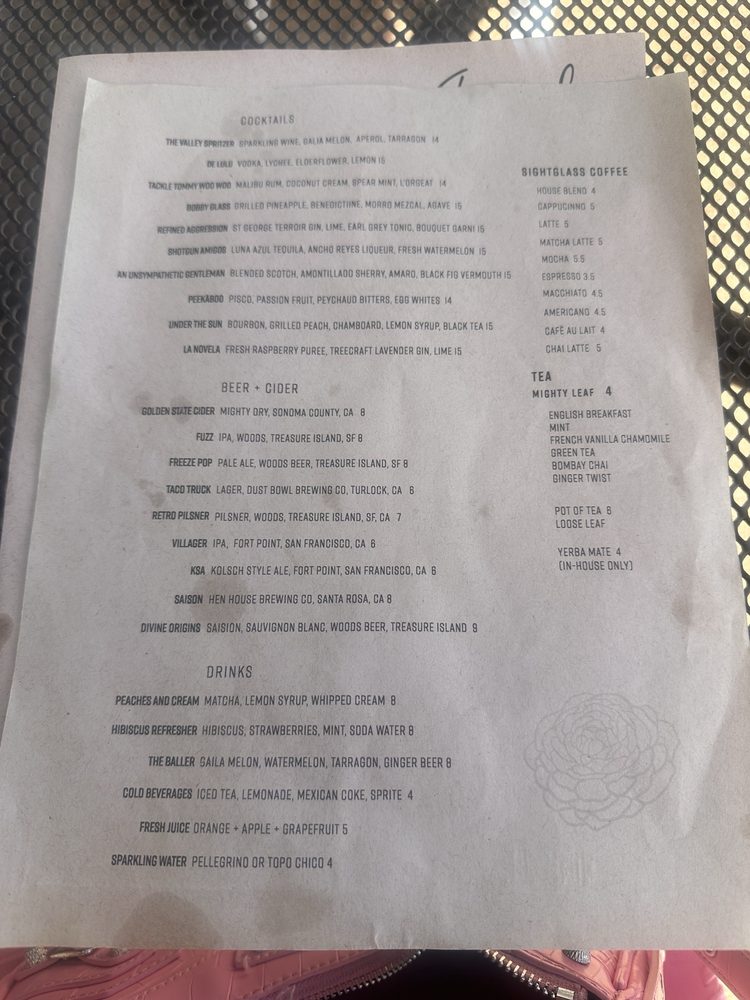 COCKTAILS
THE VALLEY SPRITZER SPARKLING WINE, GALIA MELON, APEROL, TARRAGON 14
DE LULU VODKA, LYCHEE, ELDERFLOWER, LEMON 15
TACKLE TOMMY WOO WOO MALIBU RUM, COCONUT CREAM, SPEAR MINT, L'ORGEAT 14
BOBBY GLASS GRILLED PINEAPPLE, BENEDICTIINE, MORRO MEZCAL, AGAVE 15
REFINED AGGRESSION ST GEORGE TERROIR GIN, LIME, EARL GREY TONIC, BOUQUET GARNI 15
SHOTGUN AMIGOS LUNA AZUL TEQUILA, ANCHO REYES LIQUEUR, FRESH WATERMELON 15
AN UNSYMPATHETIC GENTLEMAN BLENDED SCOTCH, AMONTILLADO SHERRY, AMARO, BLACK FIG VERMOUTH 15
PEEKABOO PISCO, PASSION FRUIT, PEYCHAUD BITTERS, EGG WHITES 14
UNDER THE SUN BOURBON, GRILLED PEACH, CHAMBOARD, LEMON SYRUP, BLACK TEA 15
LA NOVELA FRESH RASPBERRY PUREE, TREECRAFT LAVENDER GIN, LIME 15
BEER + CIDER
GOLDEN STATE CIDER MIGHTY DRY, SONOMA COUNTY, CA 8
FUZZ IPA, WOODS, TREASURE ISLAND, SF 8
FREEZE POP PALE ALE, WOODS BEER, TREASURE ISLAND, SF 8
TACO TRUCK LAGER, DUST BOWL BREWING CO, TURLOCK, CA 6
RETRO PILSNER PILSNER, WOODS, TREASURE ISLAND, SF, CA 7
VILLAGER IPA, FORT POINT, SAN FRANCISCO, CA 6
KSA KOLSCH STYLE ALE, FORT POINT, SAN FRANCISCO, CA 6
SAISON HEN HOUSE BREWING CO, SANTA ROSA, CA 8
DIVINE ORIGINS SAISION, SAUVIGNON BLANC, WOODS BEER, TREASURE ISLAND 9
DRINKS
PEACHES AND CREAM MATCHA, LEMON SYRUP, WHIPPED CREAM 8
HIBISCUS REFRESHER HIBISCUS, STRAWBERRIES, MINT, SODA WATER 8
THE BALLER GAILA MELON, WATERMELON, TARRAGON, GINGER BEER 8
COLD BEVERAGES ICED TEA, LEMONADE, MEXICAN COKE, SPRITE 4
FRESH JUICE ORANGE + APPLE + GRAPEFRUIT 5
SPARKLING WATER PELLEGRINO OR TOPO CHICO 4
SIGHTGLASS COFFEE
HOUSE BLEND 4
CAPPUCINNO 5
LATTE 5
MATCHA LATTE 5
MOCHA 5.5
ESPRESSO 3.5
MACCHIATO 4.5
AMERICANO 4.5
CAFÉ AU LAIT 4
CHAI LATTE 5
TEA
MIGHTY LEAF 4
ENGLISH BREAKFAST
MINT
FRENCH VANILLA CHAMOMILE
GREEN TEA
BOMBAY CHAI
GINGER TWIST
POT OF TEA 6
LOOSE LEAF
YERBA MATE 4
(IN-HOUSE ONLY)